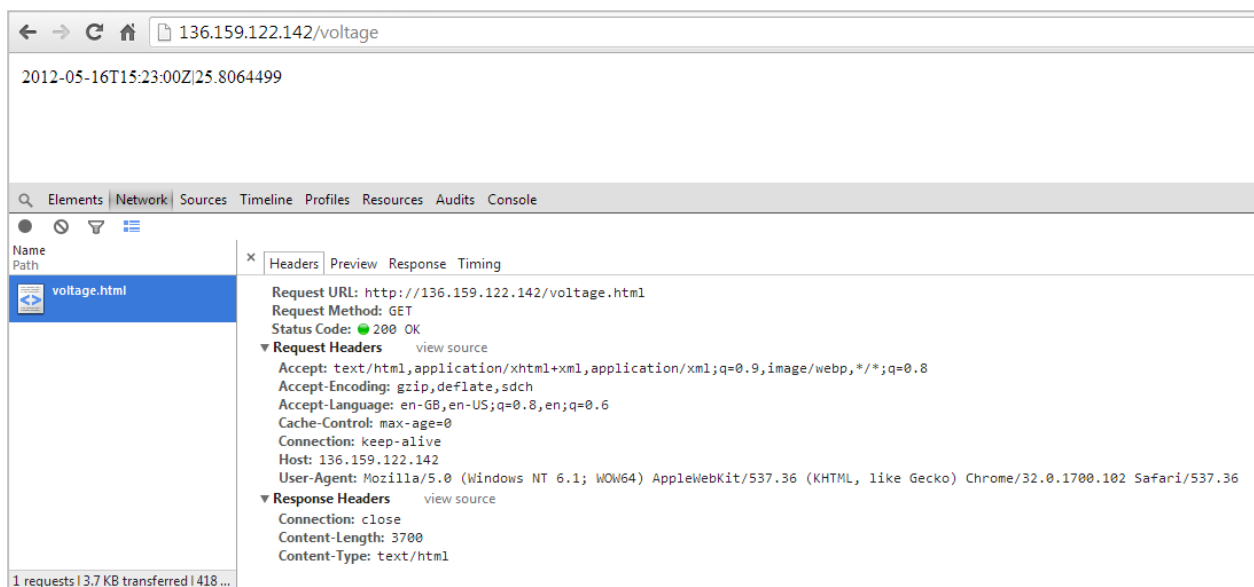 136.159.122.142/voltage
2012-05-16T15:23:00Z|25.8064499
Elements Network Sources Timeline Profiles Resources Audits Console
Name
Path
× Headers Preview Response Timing
voltage.html
Request URL: http://136.159.122.142/voltage.html
Request Method: GET
Status Code: 200 OK
▼ Request Headers view source
Accept: text/html,application/xhtml+xml,application/xml;q=0.9,image/webp,*/*;q=0.8
Accept-Encoding: gzip,deflate,sdch
Accept-Language: en-GB,en-US;q=0.8,en;q=0.6
Cache-Control: max-age=0
Connection: keep-alive
Host: 136.159.122.142
User-Agent: Mozilla/5.0 (Windows NT 6.1; WOW64) AppleWebKit/537.36 (KHTML, like Gecko) Chrome/32.0.1700.102 Safari/537.36
▼ Response Headers view source
Connection: close
Content-Length: 3700
Content-Type: text/html
1 requests | 3.7 KB transferred | 418 ...